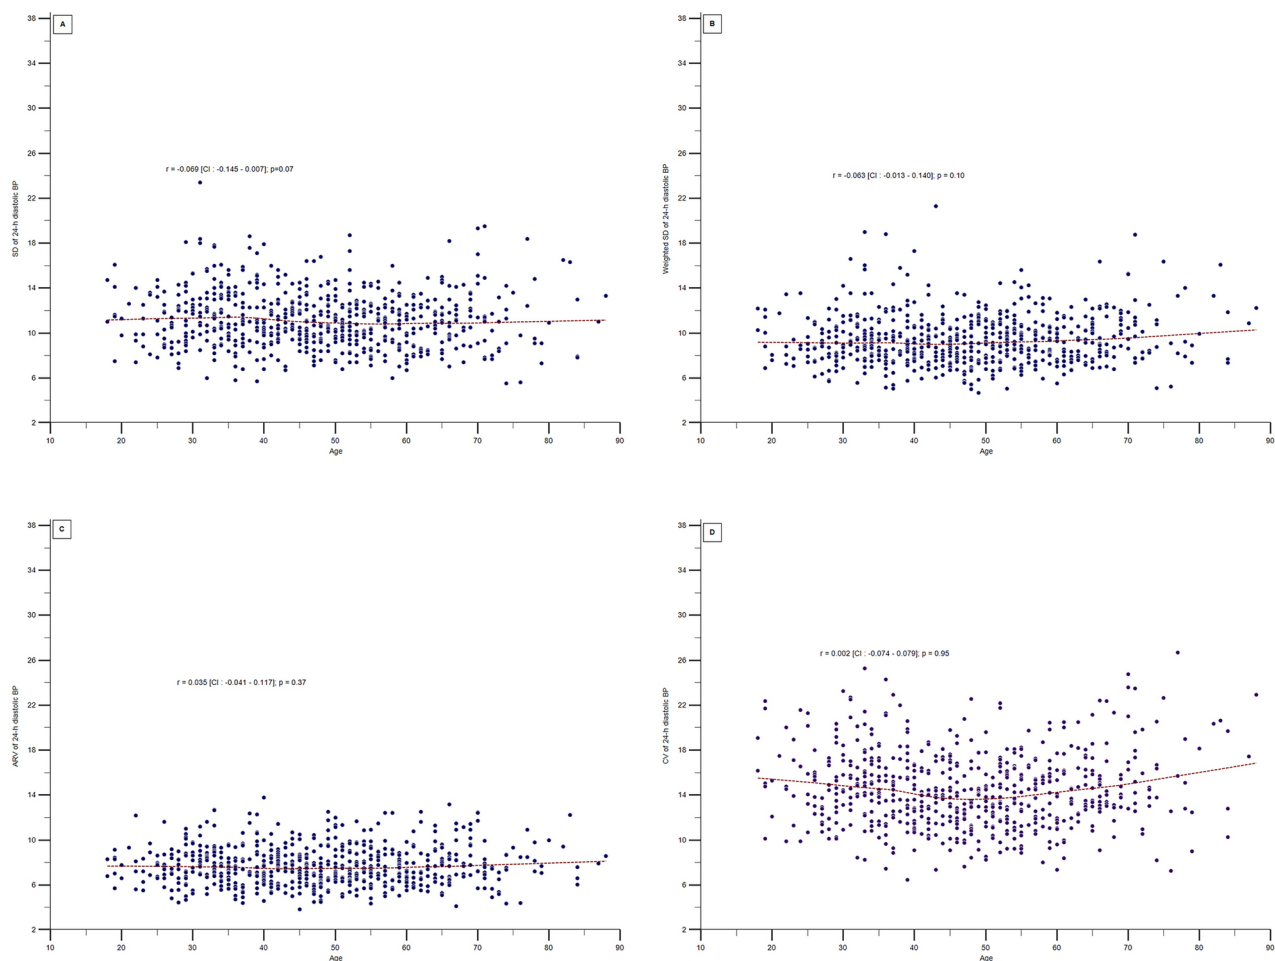 A
38
34
30
26
22
18
14
10
6
2
SD of 24-h diastolic BP
r = -0.069 [CI : -0.145 - 0.007]; p=0.07
10 20 30 40 50 60 70 80 90
Age
B
38
34
30
26
22
18
14
10
6
2
Weighted SD of 24-h diastolic BP
r = -0.063 [CI : -0.013 - 0.140]; p = 0.10
10 20 30 40 50 60 70 80 90
Age
C
38
34
30
26
22
18
14
10
6
2
ARV of 24-h diastolic BP
r = 0.035 [CI : -0.041 - 0.117]; p = 0.37
10 20 30 40 50 60 70 80 90
Age
D
38
34
30
26
22
18
14
10
6
2
CV of 24-h diastolic BP
r = 0.002 [CI : -0.074 - 0.079]; p = 0.95
10 20 30 40 50 60 70 80 90
Age